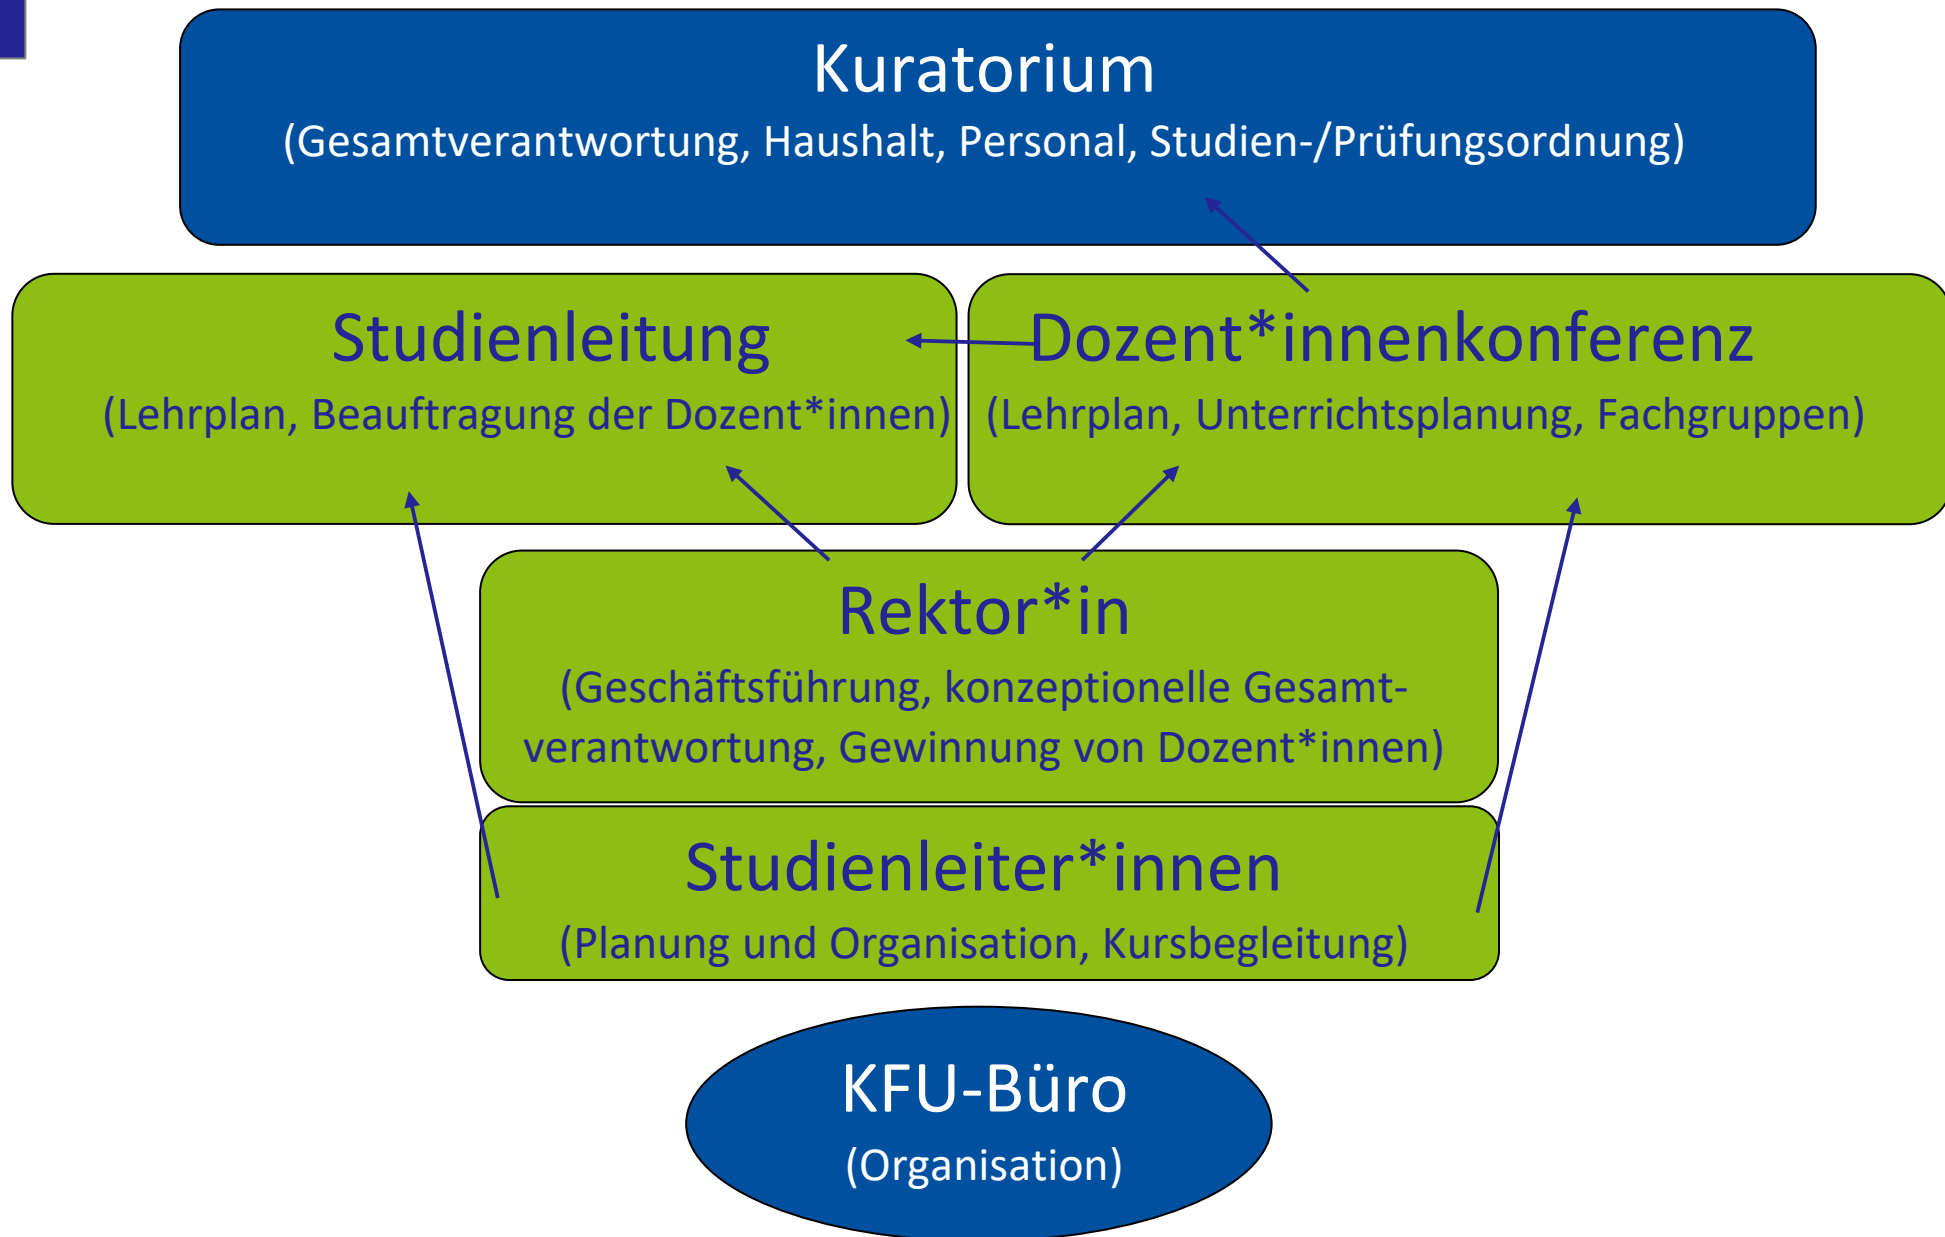 Kuratorium
(Gesamtverantwortung, Haushalt, Personal, Studien-/Prüfungsordnung)
Studienleitung
(Lehrplan, Beauftragung der Dozent*innen)
Dozent*innenkonferenz
(Lehrplan, Unterrichtsplanung, Fachgruppen)
Rektor*in
(Geschäftsführung, konzeptionelle Gesamt-
verantwortung, Gewinnung von Dozent*innen)
Studienleiter*innen
(Planung und Organisation, Kursbegleitung)
KFU-Büro
(Organisation)